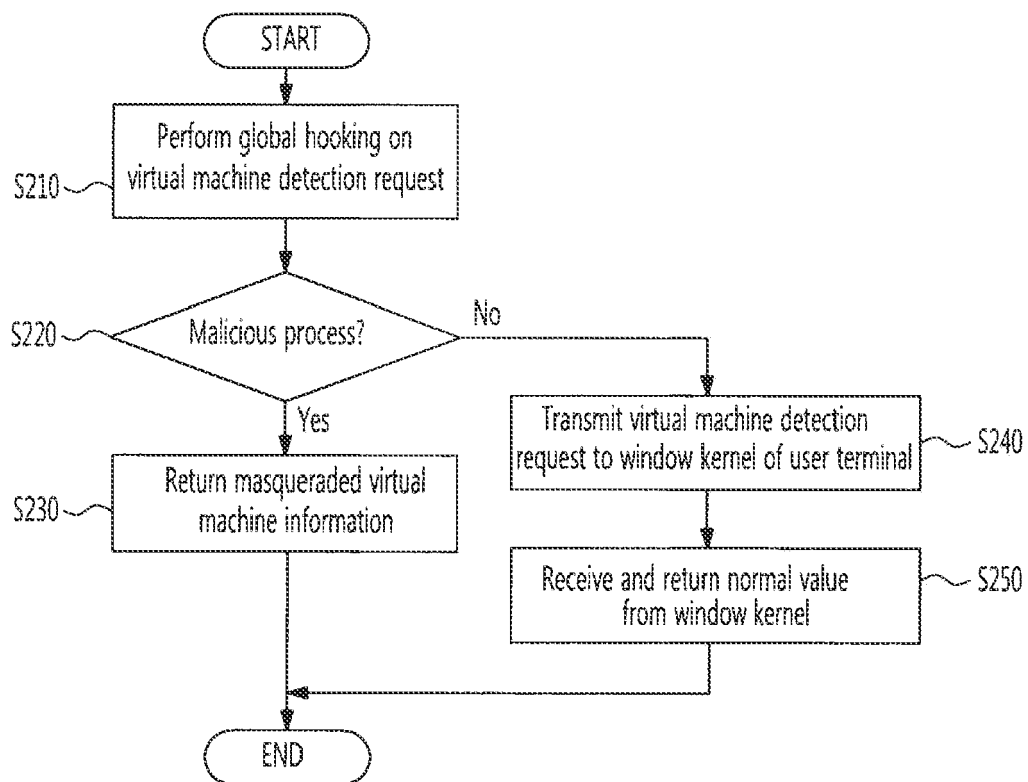 START
Perform global hooking on
virtual machine detection request
S210
Malicious process?
S220
No
Yes
Return masqueraded virtual
machine information
S230
Transmit virtual machine detection
request to window kernel of user terminal
S240
Receive and return normal value
from window kernel
S250
END